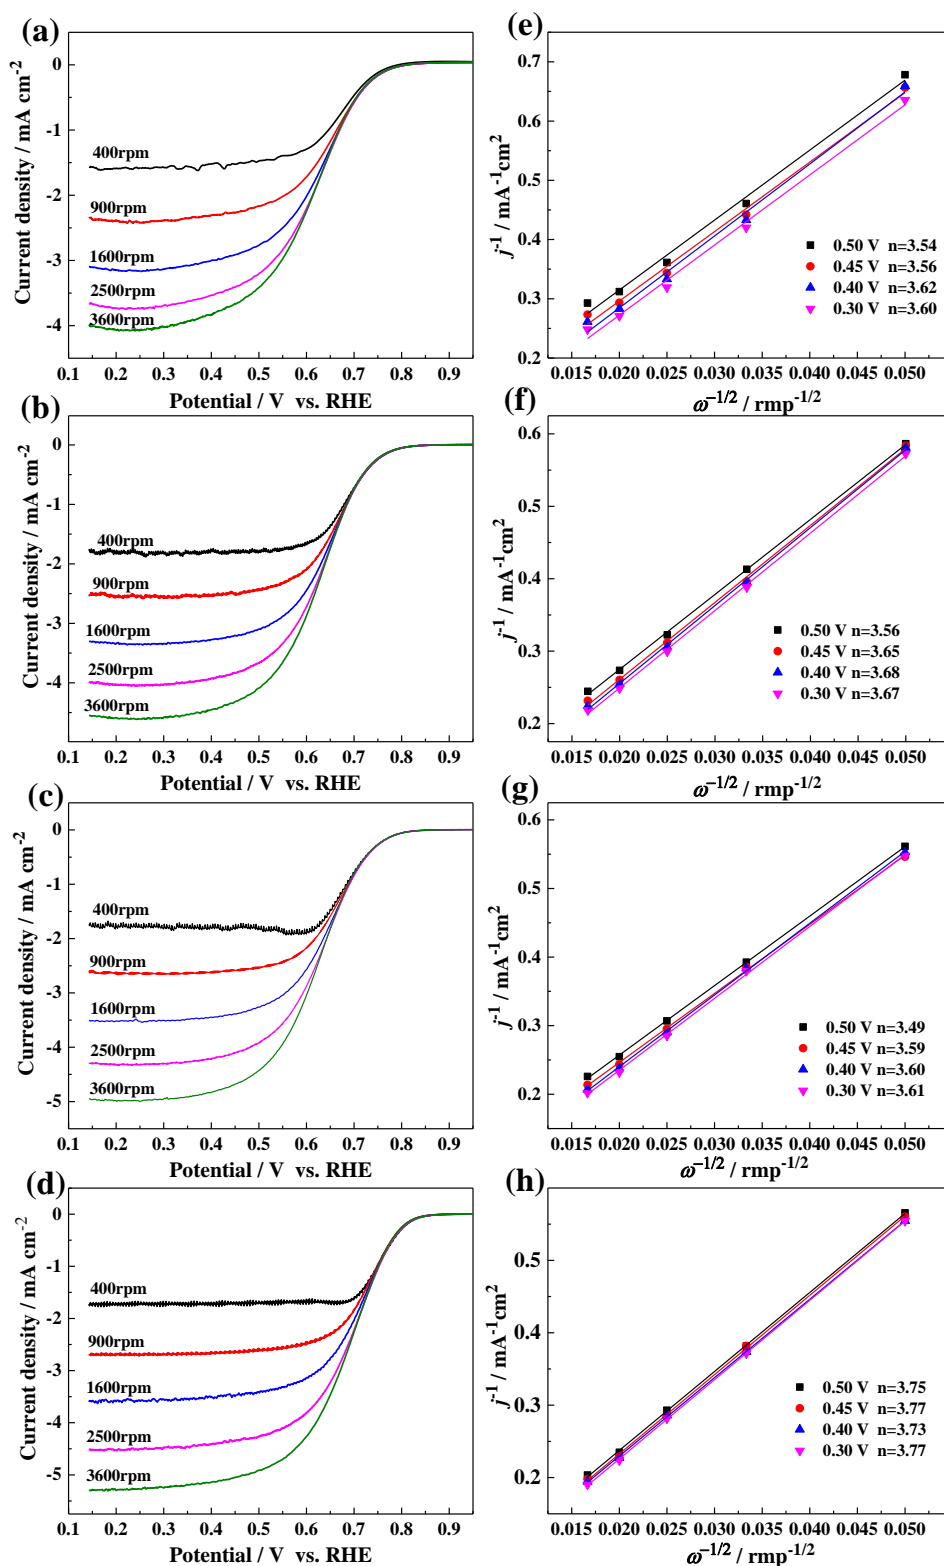 (a)
Current density / mA cm-2
0
-1
-2
-3
-4
400rpm
900rpm
1600rpm
2500rpm
3600rpm
0.1 0.2 0.3 0.4 0.5 0.6 0.7 0.8 0.9
Potential / V vs. RHE
(e)
j-1 / mA-1cm2
0.7
0.6
0.5
0.4
0.3
0.2
0.50 V n=3.54
0.45 V n=3.56
0.40 V n=3.62
0.30 V n=3.60
0.015 0.020 0.025 0.030 0.035 0.040 0.045 0.050
ω-1/2 / rmp-1/2
(b)
Current density / mA cm-2
0
-1
-2
-3
-4
400rpm
900rpm
1600rpm
2500rpm
3600rpm
0.1 0.2 0.3 0.4 0.5 0.6 0.7 0.8 0.9
Potential / V vs. RHE
(f)
j-1 / mA-1cm2
0.6
0.5
0.4
0.3
0.2
0.50 V n=3.56
0.45 V n=3.65
0.40 V n=3.68
0.30 V n=3.67
0.015 0.020 0.025 0.030 0.035 0.040 0.045 0.050
ω-1/2 / rmp-1/2
(c)
Current density / mA cm-2
0
-1
-2
-3
-4
-5
400rpm
900rpm
1600rpm
2500rpm
3600rpm
0.1 0.2 0.3 0.4 0.5 0.6 0.7 0.8 0.9
Potential / V vs. RHE
(g)
j-1 / mA-1cm2
0.6
0.5
0.4
0.3
0.2
0.50 V n=3.49
0.45 V n=3.59
0.40 V n=3.60
0.30 V n=3.61
0.015 0.020 0.025 0.030 0.035 0.040 0.045 0.050
ω-1/2 / rmp-1/2
(d)
Current density / mA cm-2
0
-1
-2
-3
-4
-5
400rpm
900rpm
1600rpm
2500rpm
3600rpm
0.1 0.2 0.3 0.4 0.5 0.6 0.7 0.8 0.9
Potential / V vs. RHE
(h)
j-1 / mA-1cm2
0.5
0.4
0.3
0.2
0.50 V n=3.75
0.45 V n=3.77
0.40 V n=3.73
0.30 V n=3.77
0.015 0.020 0.025 0.030 0.035 0.040 0.045 0.050
ω-1/2 / rmp-1/2